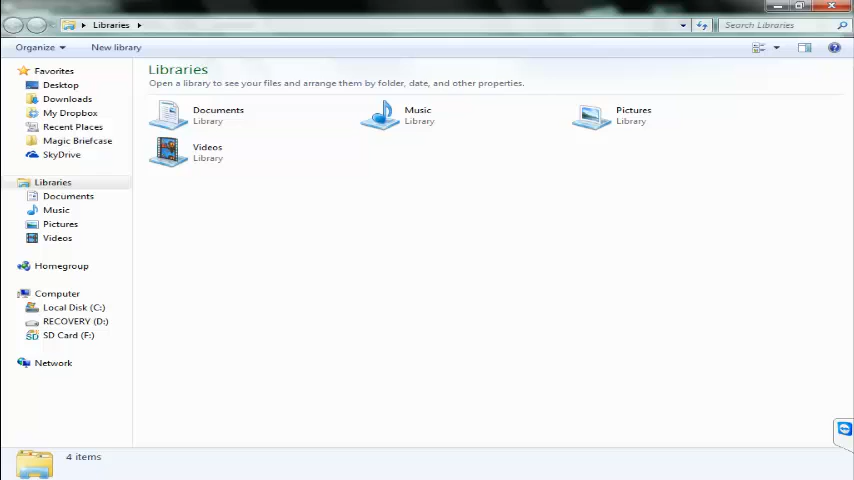 Libraries
Search Libraries
Organize
New library
Favorites
Desktop
Downloads
My Dropbox
Recent Places
Magic Briefcase
SkyDrive
Libraries
Documents
Music
Pictures
Videos
Homegroup
Computer
Local Disk (C:)
RECOVERY (D:)
SD Card (F:)
Network
Libraries
Open a library to see your files and arrange them by folder, date, and other properties.
Documents
Library
Music
Library
Pictures
Library
Videos
Library
4 items